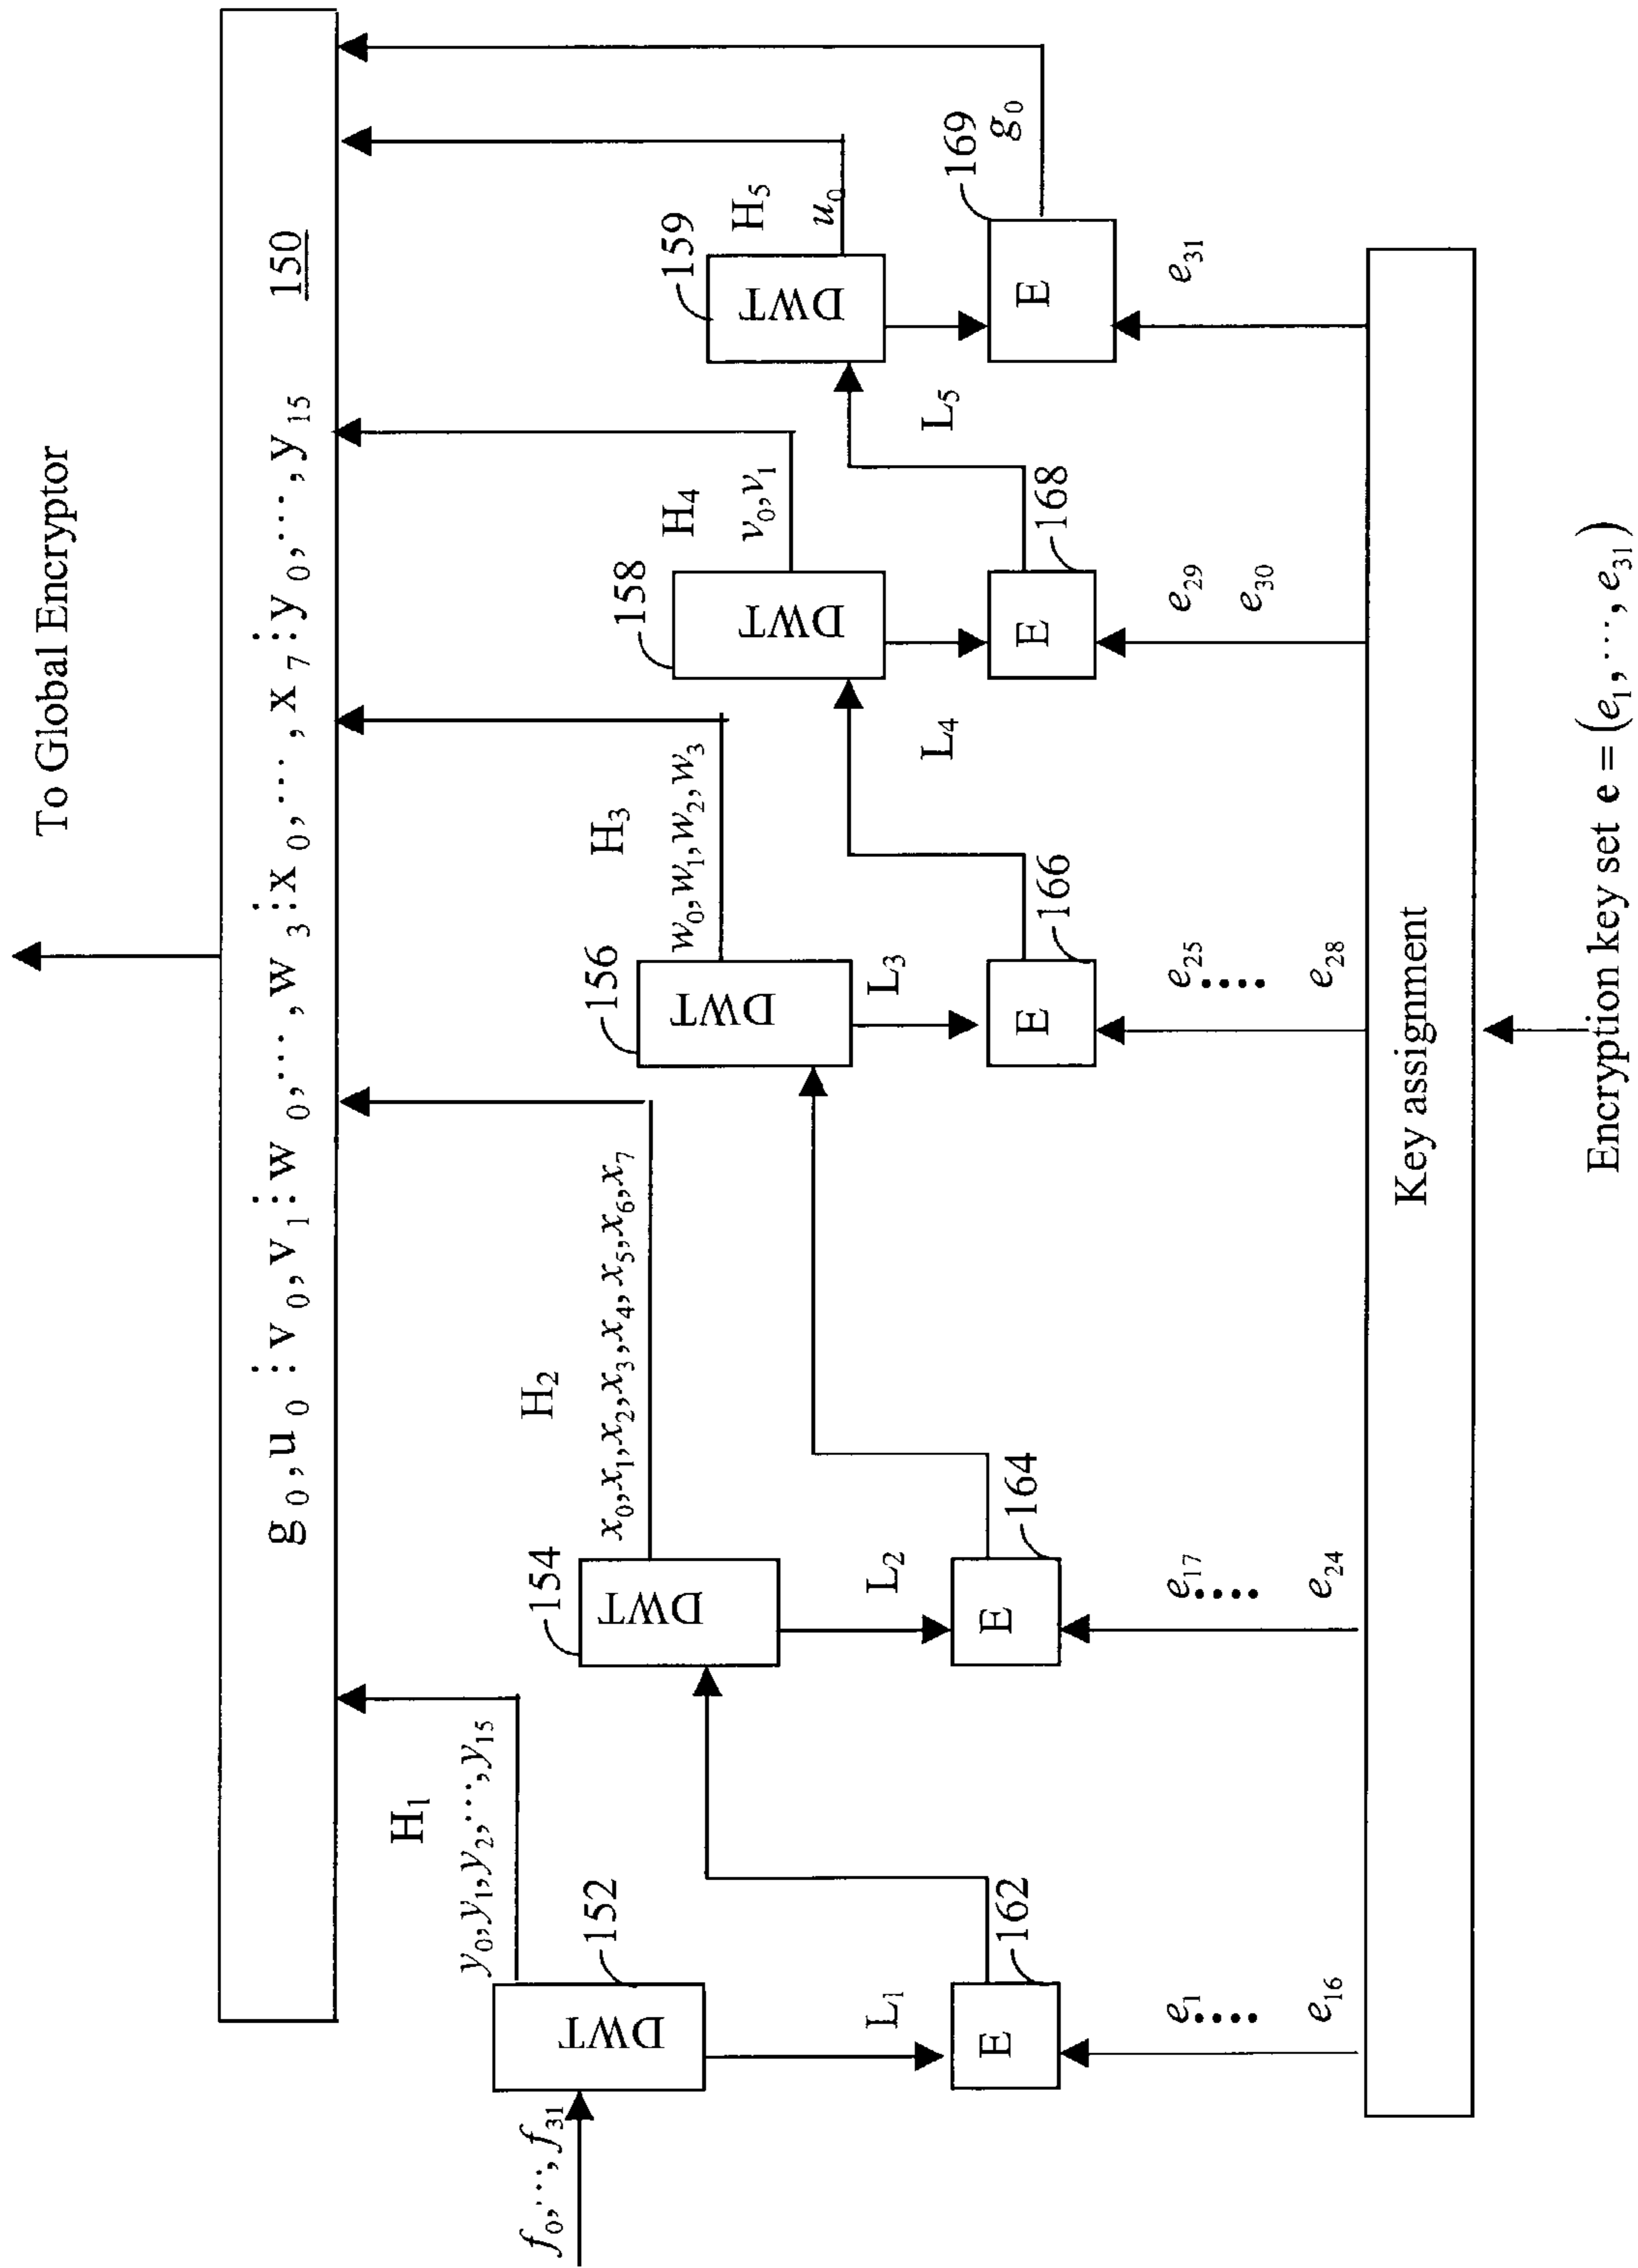 To Global Encryptor
g₀, u₀ ⋮ v₀, v₁ ⋮ w₀, ⋯, w₃ ⋮ x₀, ⋯, x₇ ⋮ y₀, ⋯, y₁₅ 150
H₁
y₀, y₁, y₂, ⋯, y₁₅
H₂
x₀, x₁, x₂, x₃, x₄, x₅, x₆, x₇
H₃
w₀, w₁, w₂, w₃
H₄
v₀, v₁
H₅
u₀
g₀
f₀, ⋯, f₃₁
DWT
152
DWT
154
DWT
156
DWT
158
DWT
159
L₁
L₂
L₃
L₄
L₅
E
162
E
164
E
166
E
168
E
169
e₁ ....
e₁₆
e₁₇ ....
e₂₄
e₂₅ ....
e₂₈
e₂₉
e₃₀
e₃₁
Key assignment
Encryption key set e = (e₁, ⋯, e₃₁)